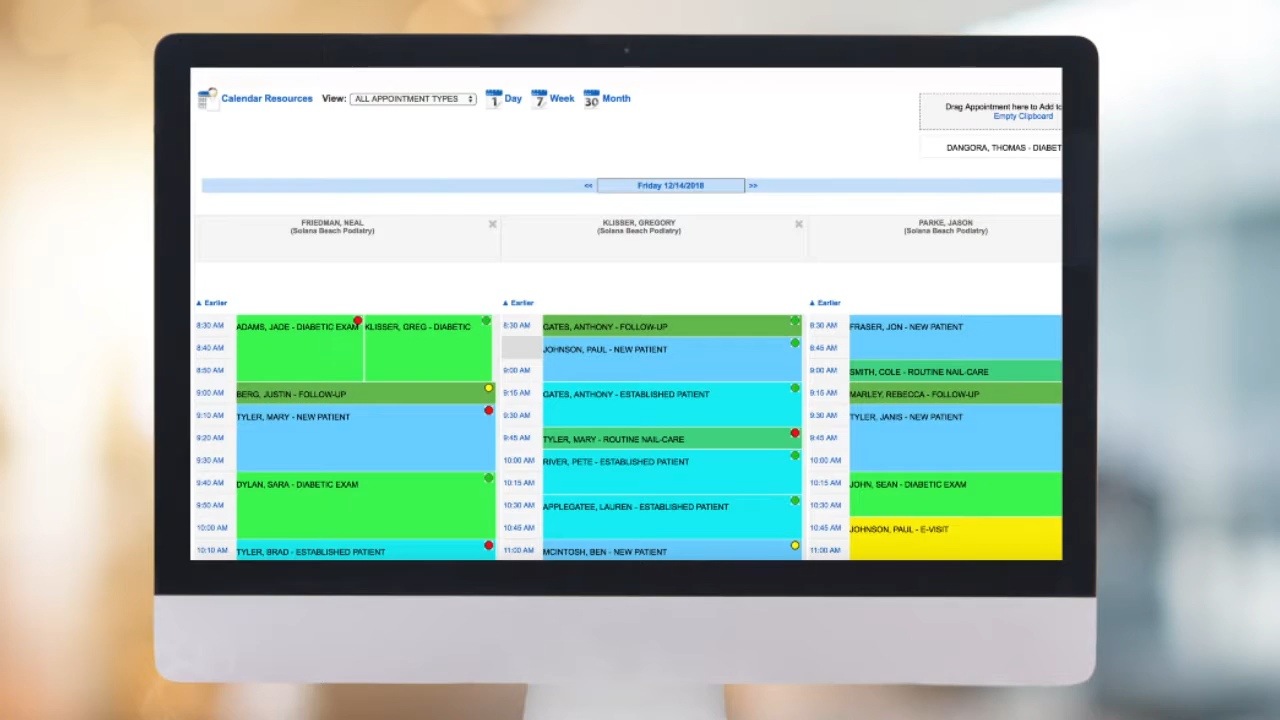 Calendar Resources View: ALL APPOINTMENT TYPES 1 Day 7 Week 30 Month
Drag Appointment here to Add to
Empty Clipboard
DANGORA, THOMAS - DIABET
<< Friday 12/14/2018 >>
FRIEDMAN, NEAL
(Solana Beach Podiatry)
KLISSER, GREGORY
(Solana Beach Podiatry)
PARKE, JASON
(Solana Beach Podiatry)
▲ Earlier
8:30 AM ADAMS, JADE - DIABETIC EXAM KLISSER, GREG - DIABETIC
8:40 AM
8:50 AM
9:00 AM BERG, JUSTIN - FOLLOW-UP
9:10 AM TYLER, MARY - NEW PATIENT
9:20 AM
9:30 AM
9:40 AM DYLAN, SARA - DIABETIC EXAM
9:50 AM
10:00 AM
10:10 AM TYLER, BRAD - ESTABLISHED PATIENT
▲ Earlier
8:30 AM GATES, ANTHONY - FOLLOW-UP
JOHNSON, PAUL - NEW PATIENT
9:00 AM
9:15 AM GATES, ANTHONY - ESTABLISHED PATIENT
9:30 AM
9:45 AM TYLER, MARY - ROUTINE NAIL-CARE
10:00 AM RIVER, PETE - ESTABLISHED PATIENT
10:15 AM
10:30 AM APPLEGATEE, LAUREN - ESTABLISHED PATIENT
10:45 AM
11:00 AM MCINTOSH, BEN - NEW PATIENT
▲ Earlier
8:30 AM FRASER, JON - NEW PATIENT
8:45 AM
9:00 AM SMITH, COLE - ROUTINE NAIL-CARE
9:15 AM MARLEY, REBECCA - FOLLOW-UP
9:30 AM TYLER, JANIS - NEW PATIENT
9:45 AM
10:00 AM
10:15 AM JOHN, SEAN - DIABETIC EXAM
10:30 AM
10:45 AM JOHNSON, PAUL - E-VISIT
11:00 AM